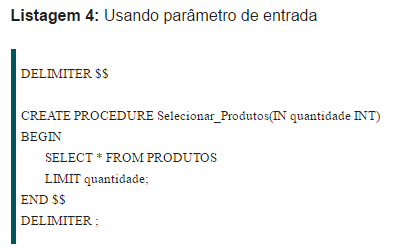 Listagem 4: Usando parâmetro de entrada
DELIMITER $$
CREATE PROCEDURE Selecionar_Produtos(IN quantidade INT)
BEGIN
SELECT * FROM PRODUTOS
LIMIT quantidade;
END $$
DELIMITER ;